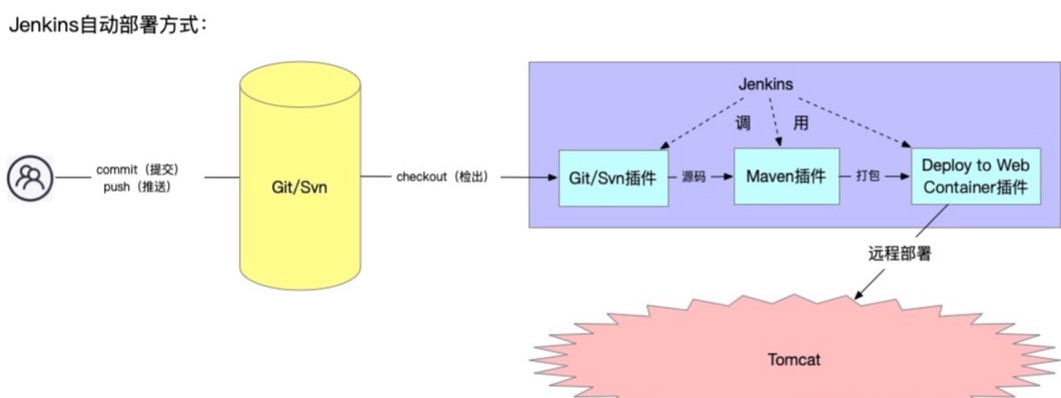 Jenkins自动部署方式：
Jenkins
调 用
commit（提交）
push（推送）
Git/Svn
checkout（检出）
Git/Svn插件
源码
Maven插件
打包
Deploy to Web
Container插件
远程部署
Tomcat